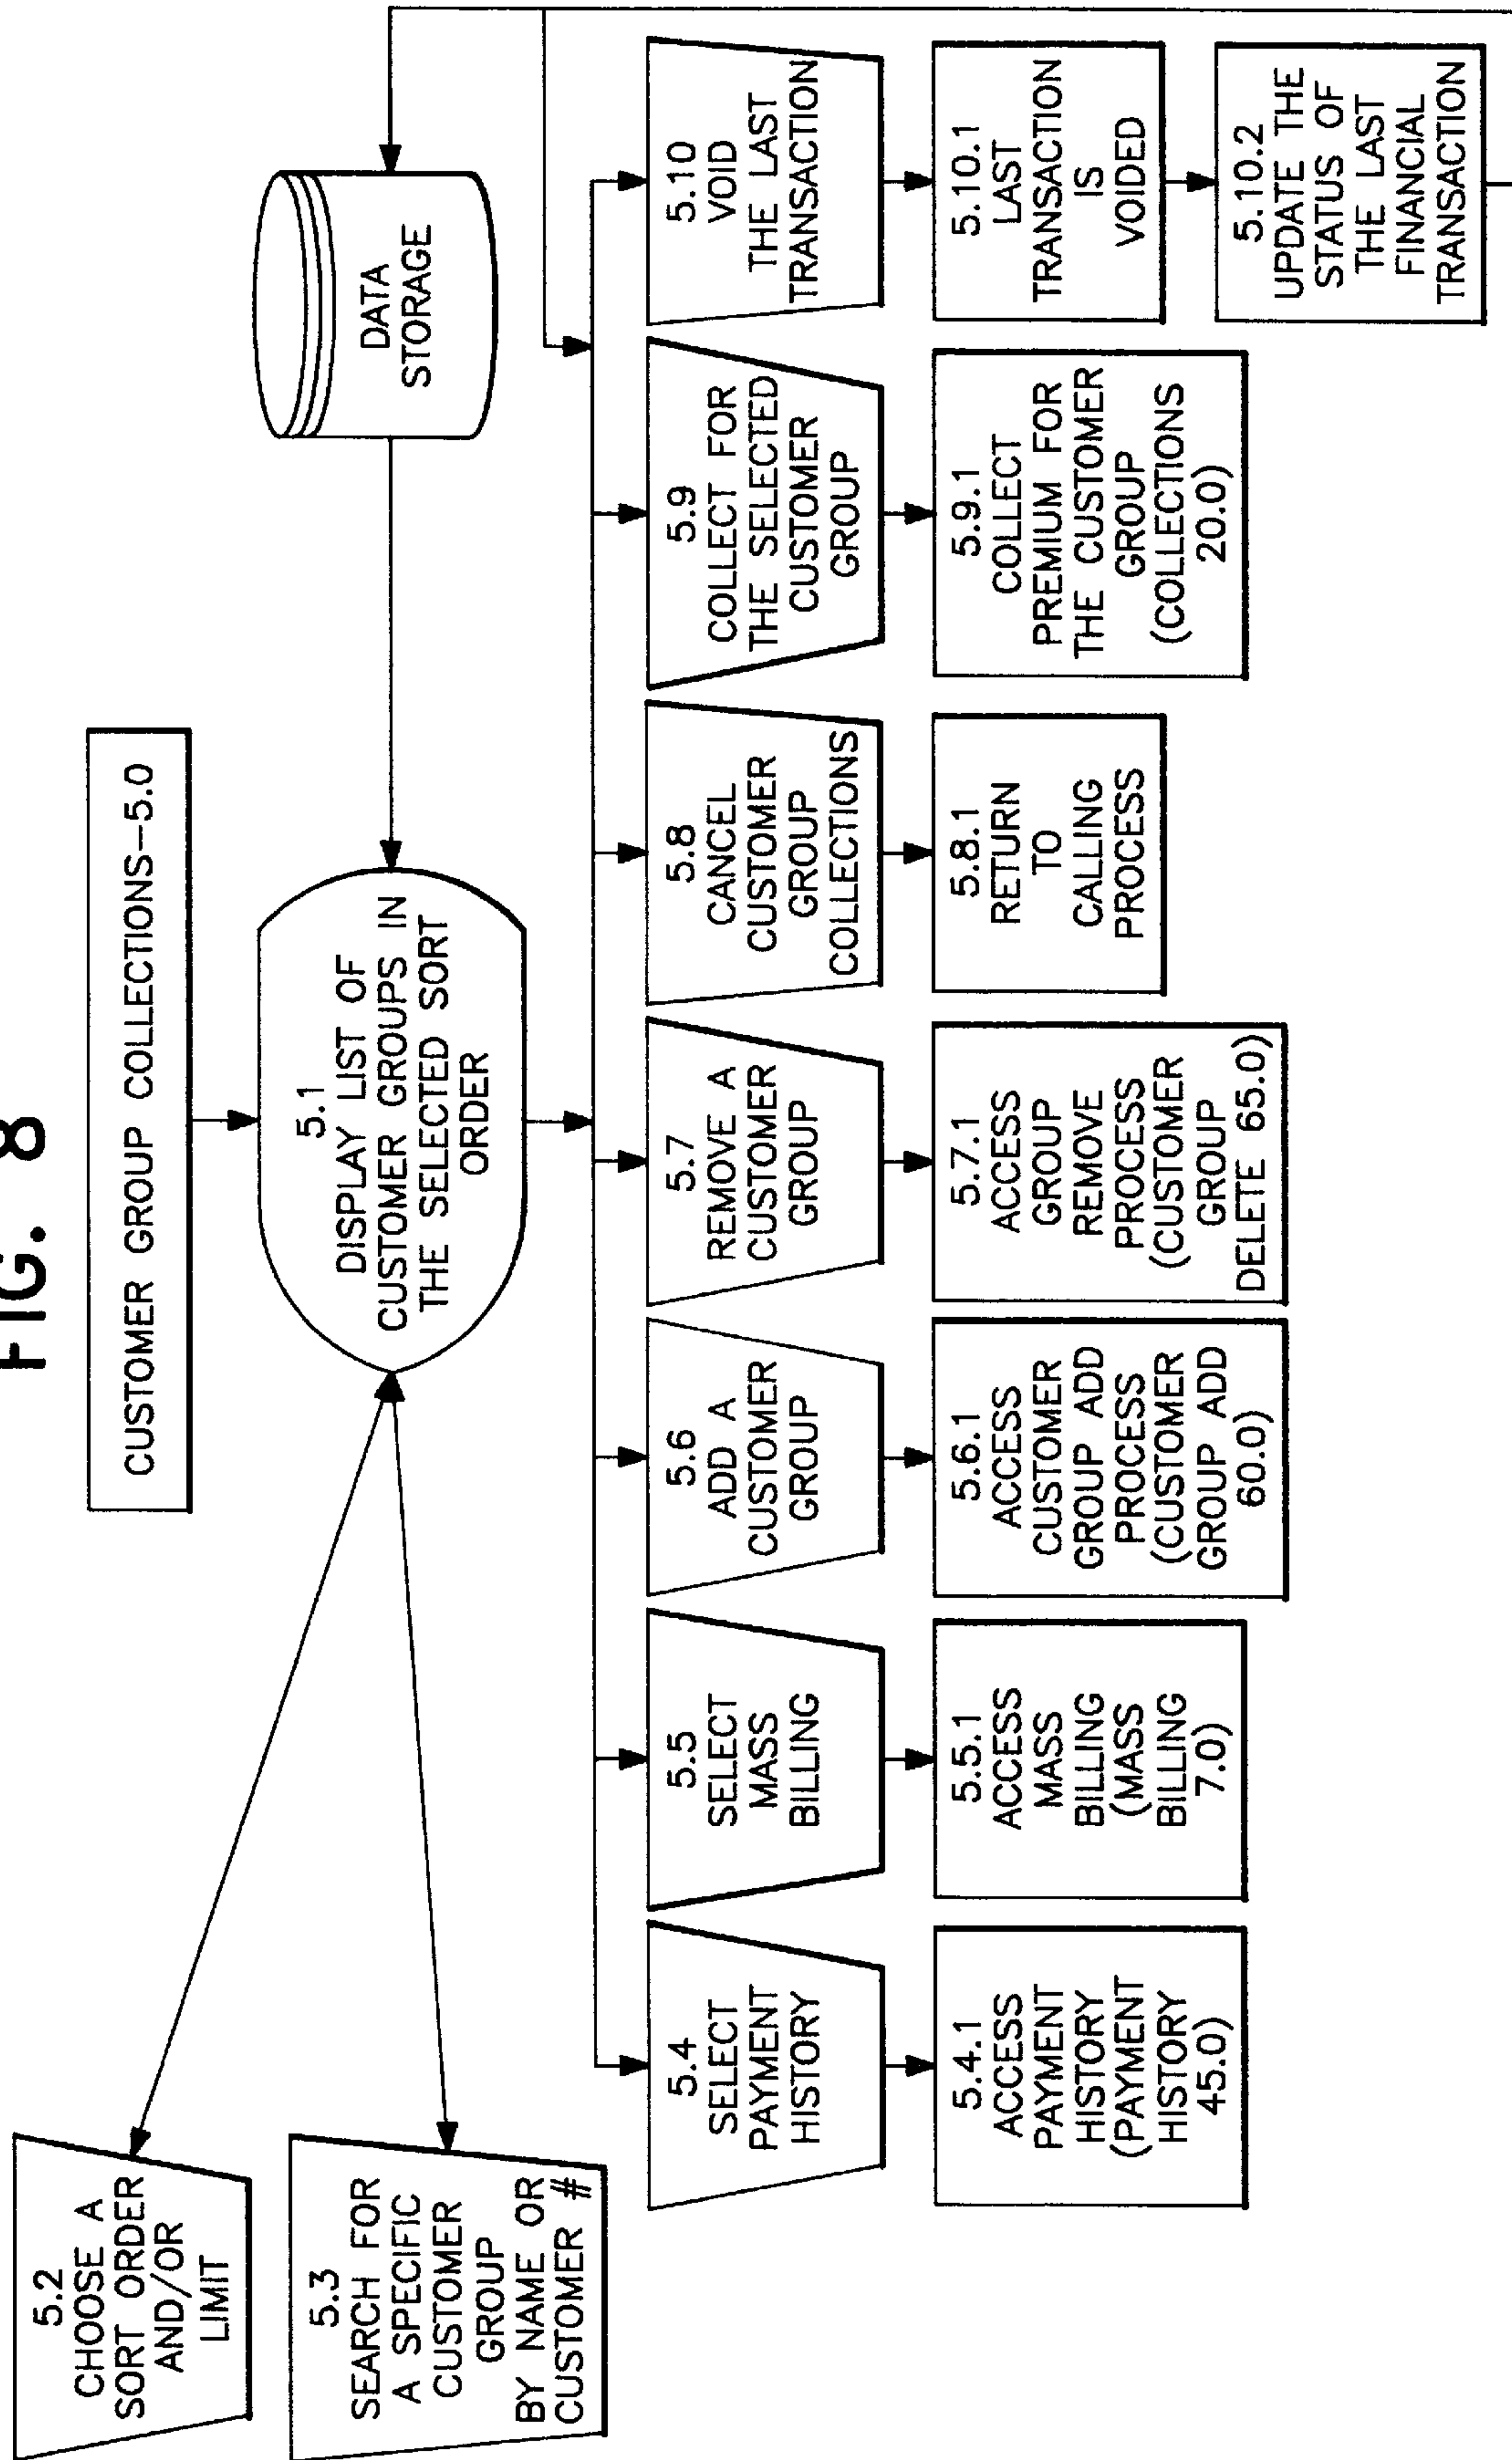 FIG. 8
CUSTOMER GROUP COLLECTIONS-5.0
5.1
DISPLAY LIST OF
CUSTOMER GROUPS IN
THE SELECTED SORT
ORDER
DATA
STORAGE
5.2
CHOOSE A
SORT ORDER
AND/OR
LIMIT
5.3
SEARCH FOR
A SPECIFIC
CUSTOMER
GROUP
BY NAME OR
CUSTOMER #
5.4
SELECT
PAYMENT
HISTORY
5.4.1
ACCESS
PAYMENT
HISTORY
(PAYMENT
HISTORY
45.0)
5.5
SELECT
MASS
BILLING
5.5.1
ACCESS
MASS
BILLING
(MASS
BILLING
7.0)
5.6
ADD A
CUSTOMER
GROUP
5.6.1
ACCESS
CUSTOMER
GROUP ADD
PROCESS
(CUSTOMER
GROUP ADD
60.0)
5.7
REMOVE A
CUSTOMER
GROUP
5.7.1
ACCESS
GROUP
REMOVE
PROCESS
(CUSTOMER
GROUP
DELETE 65.0)
5.8
CANCEL
CUSTOMER
GROUP
COLLECTIONS
5.8.1
RETURN
TO
CALLING
PROCESS
5.9
COLLECT FOR
THE SELECTED
CUSTOMER
GROUP
5.9.1
COLLECT
PREMIUM FOR
THE CUSTOMER
GROUP
(COLLECTIONS
20.0)
5.10
VOID
THE LAST
TRANSACTION
5.10.1
LAST
TRANSACTION
IS
VOIDED
5.10.2
UPDATE THE
STATUS OF
THE LAST
FINANCIAL
TRANSACTION